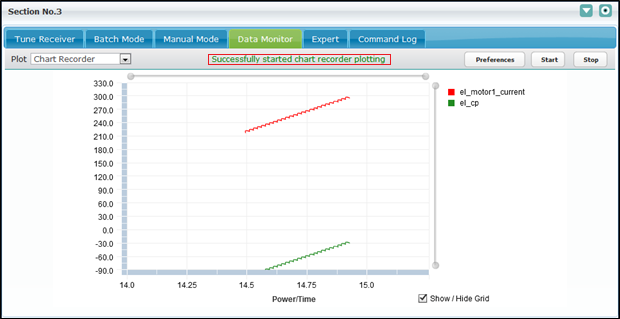 Section No.3
Tune Receiver Batch Mode Manual Mode Data Monitor Expert Command Log
Plot Chart Recorder Successfully started chart recorder plotting Preferences Start Stop
330.0
300.0
270.0
240.0
210.0
180.0
150.0
120.0
90.0
60.0
30.0
0.0
-30.0
-60.0
-90.0
el_motor1_current
el_cp
14.0 14.25 14.5 14.75 15.0
Power/Time
Show / Hide Grid